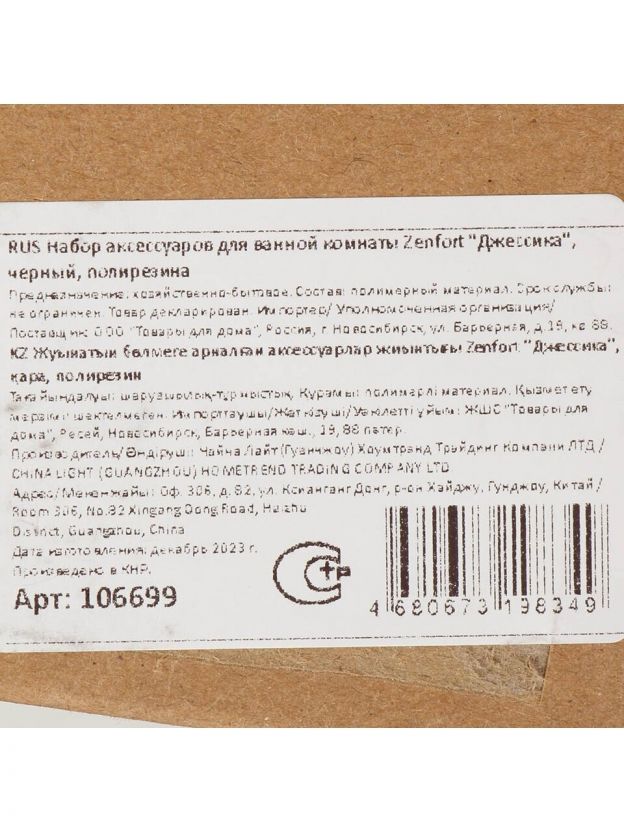 RUS Набор аксессуаров для ванной комнаты Zenfort "Джессика",
черный, полирезина
Предназначение: хозяйственно-бытовое. Состав: полимерный материал. Срок службы:
не ограничен. Товар декларирован. Импортер/ Уполномоченная организация/
Поставщик: ООО "Товары для дома", Россия, г. Новосибирск, ул. Барьерная, д.19, кв 88.
KZ Жуынатын бөлмеге арналған аксессуарлар жиынтығы Zenfort "Джессика",
қара, полирезин
Тағайындалуы: шаруашылық-тұрмыстық. Құрамы: полимерлі материал. Қызмет ету
мерзімі: шектелмеген. Импорттаушы/Жеткізуші/Уәкілетті ұйым: ЖШС "Товары для
дома", Ресей, Новосибирск, Барьерная көш., 19, 88 пәтер.
Производитель/Өндіруші: Чайна Лайт (Гуанчжоу) Хоумтрэнд Трэйдинг Компани ЛТД /
CHINA LIGHT (GUANGZHOU) HOMETREND TRADING COMPANY LTD
Адрес/Мекенжайы: Оф. 306, д.82, ул. Ксианганг Донг, р-он Хайджу, Гунджоу, Китай /
Room 306, No.82 Xingang Dong Road, Haizhu
District, Guangzhou, China
Дата изготовления: декабрь 2023 г.
Произведено в КНР.
Арт: 106699
4 680673 198349